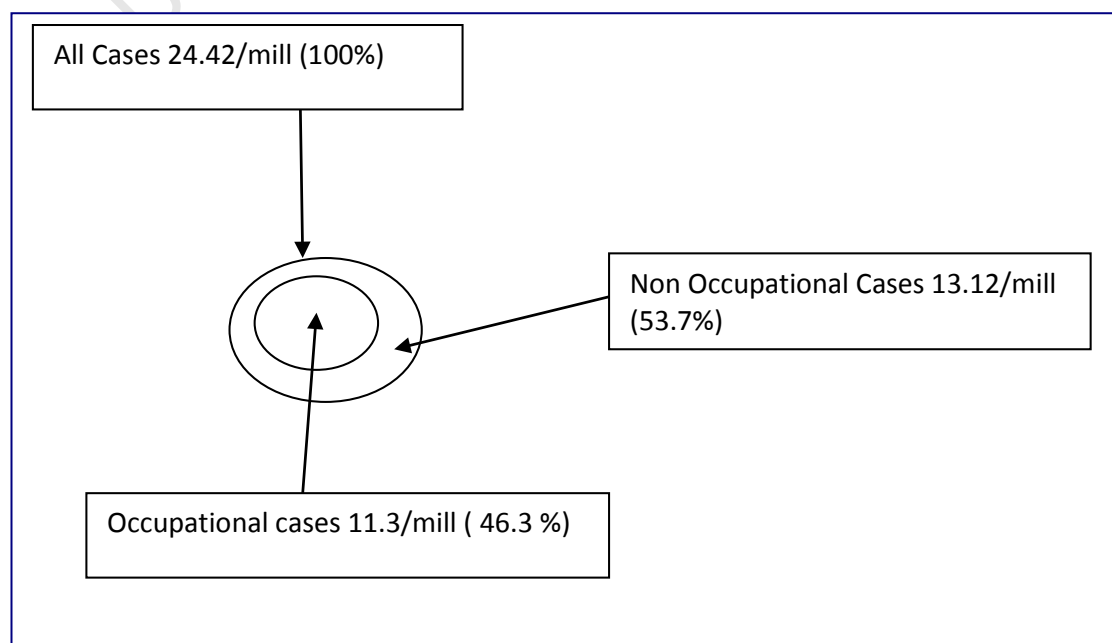 All Cases 24.42/mill (100%)
Non Occupational Cases 13.12/mill
(53.7%)
Occupational cases 11.3/mill ( 46.3 %)